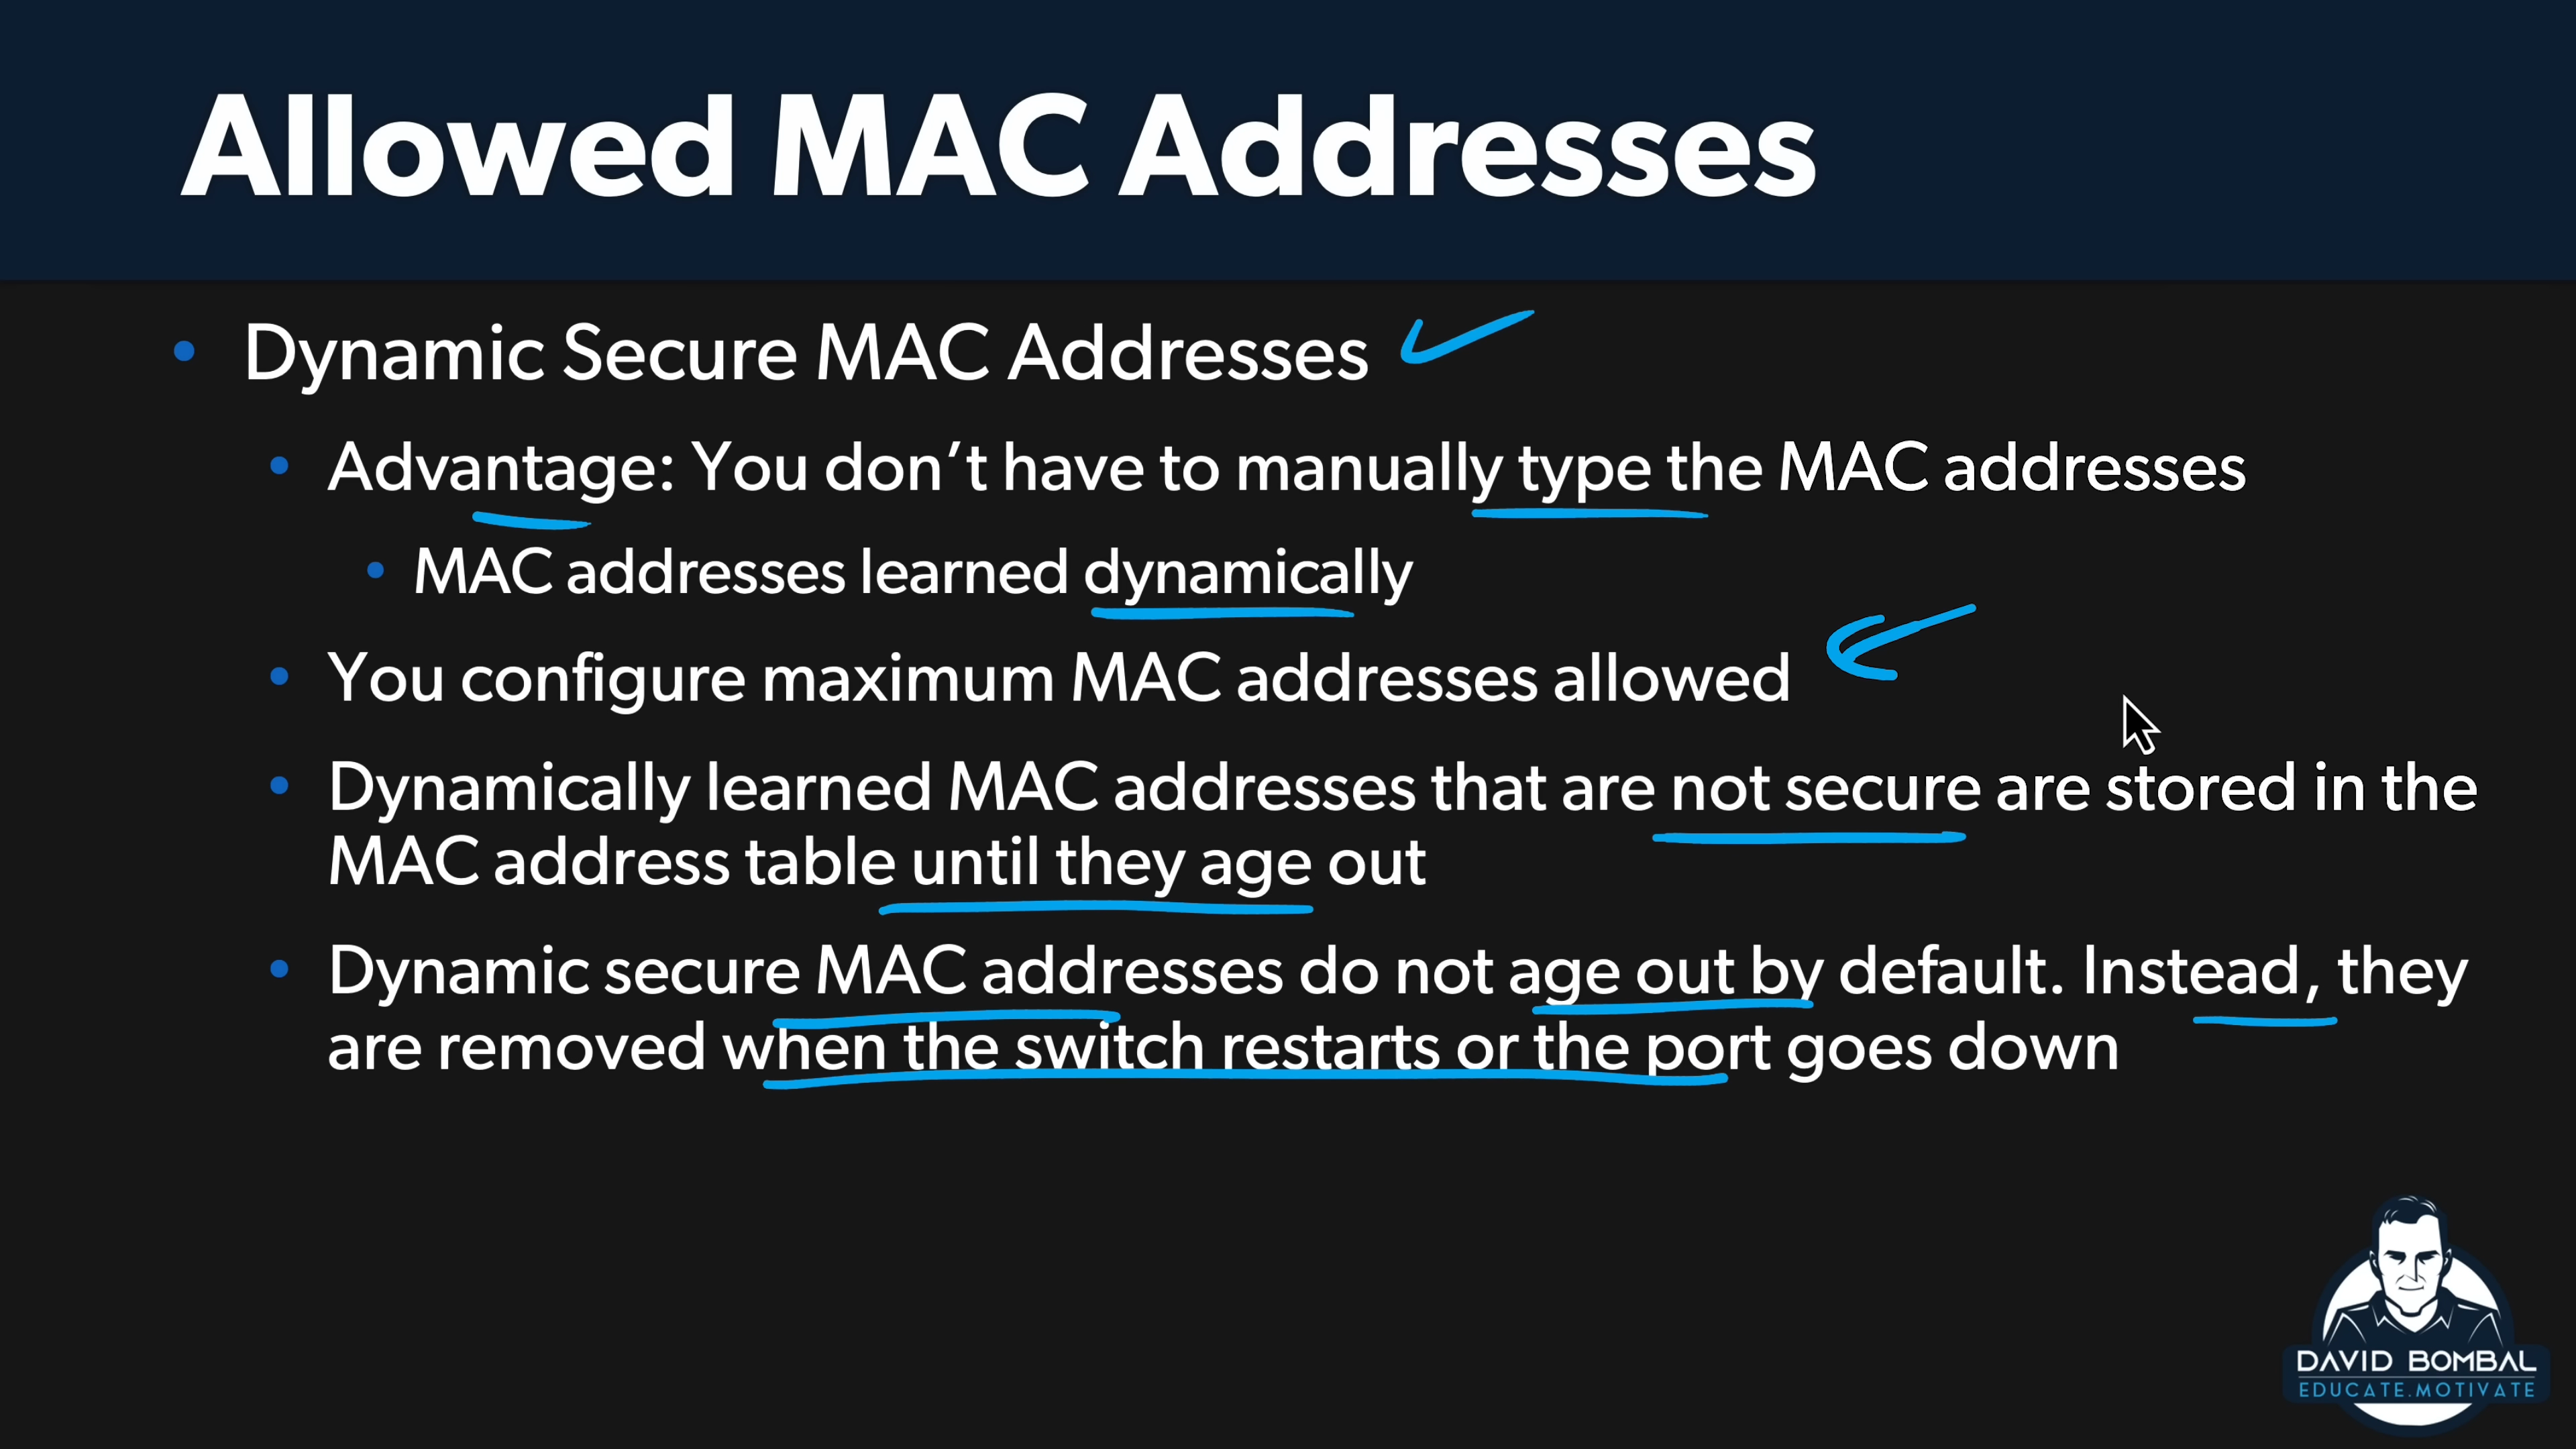 Allowed MAC Addresses
Dynamic Secure MAC Addresses
Advantage: You don't have to manually type the MAC addresses
MAC addresses learned dynamically
You configure maximum MAC addresses allowed
Dynamically learned MAC addresses that are not secure are stored in the
MAC address table until they age out
Dynamic secure MAC addresses do not age out by default. Instead, they
are removed when the switch restarts or the port goes down
DAVID BOMBAL
EDUCATE.MOTIVATE